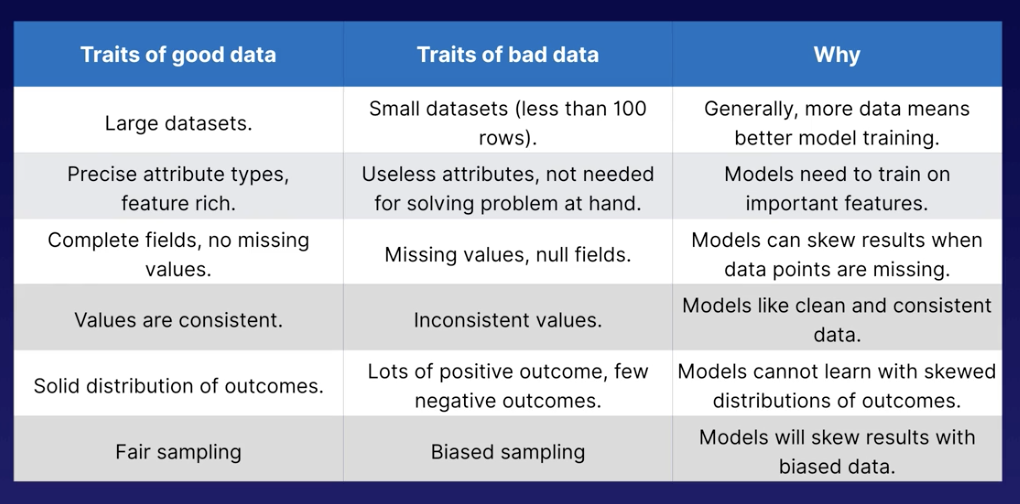 Traits of good data
Traits of bad data
Why
Large datasets.
Small datasets (less than 100
rows).
Generally, more data means
better model training.
Precise attribute types,
feature rich.
Useless attributes, not needed
for solving problem at hand.
Models need to train on
important features.
Complete fields, no missing
values.
Missing values, null fields.
Models can skew results when
data points are missing.
Values are consistent.
Inconsistent values.
Models like clean and consistent
data.
Solid distribution of outcomes.
Lots of positive outcome, few
negative outcomes.
Models cannot learn with skewed
distributions of outcomes.
Fair sampling
Biased sampling
Models will skew results with
biased data.